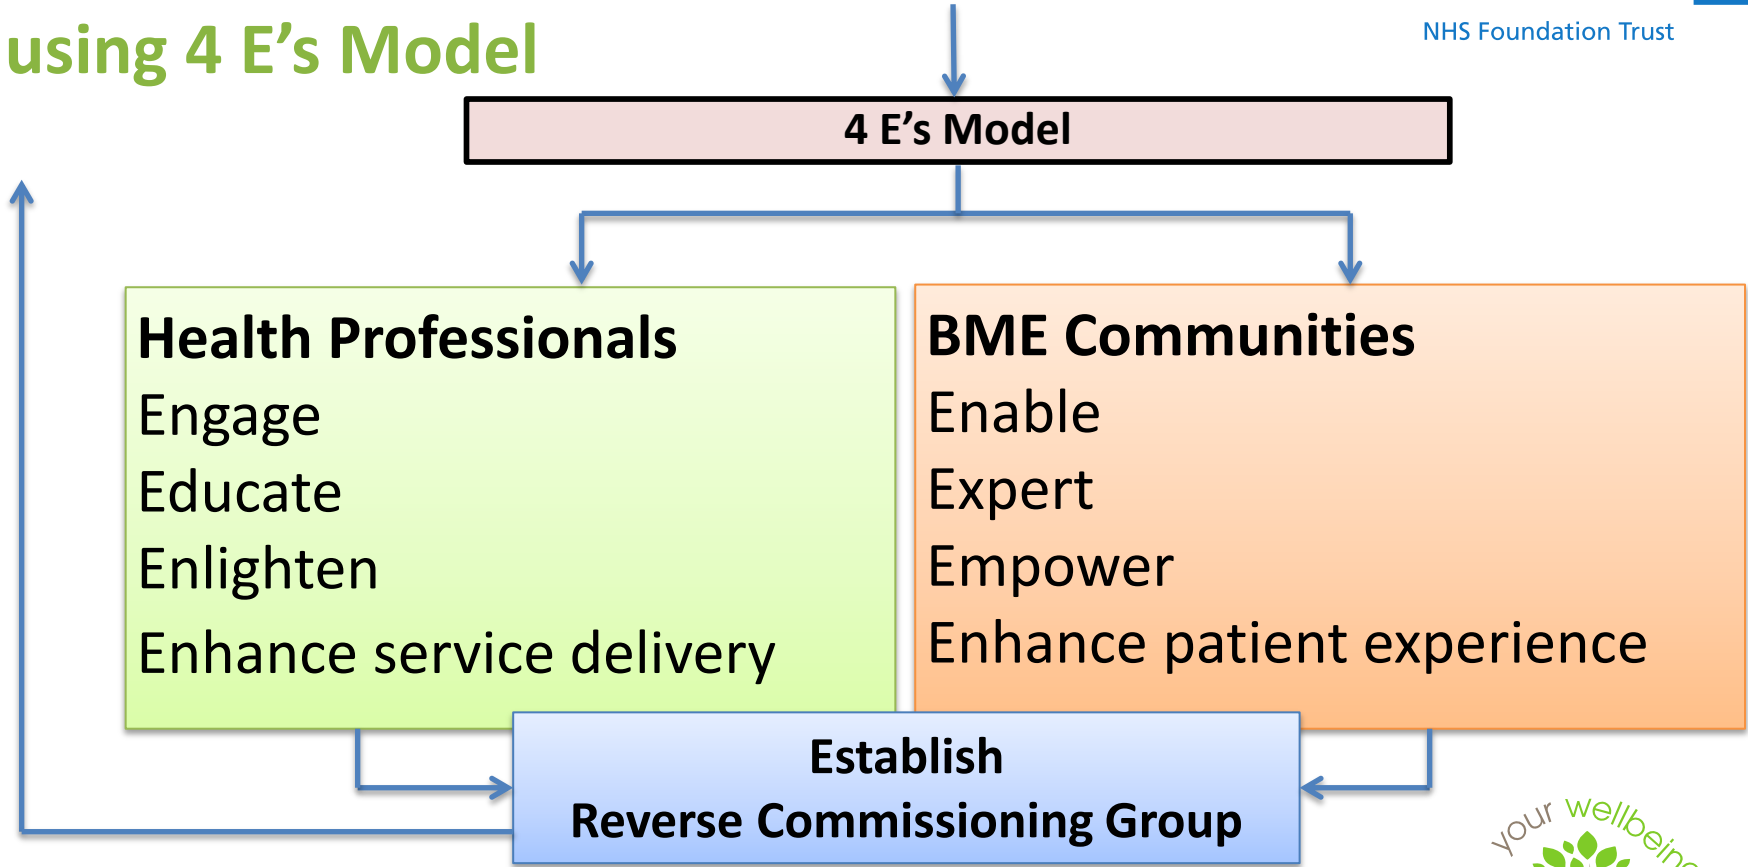 using 4 E’s Model
NHS Foundation Trust
4 E’s Model
Health Professionals
Engage
Educate
Enlighten
Enhance service delivery
BME Communities
Enable
Expert
Empower
Enhance patient experience
Establish
Reverse Commissioning Group
your wellbeing